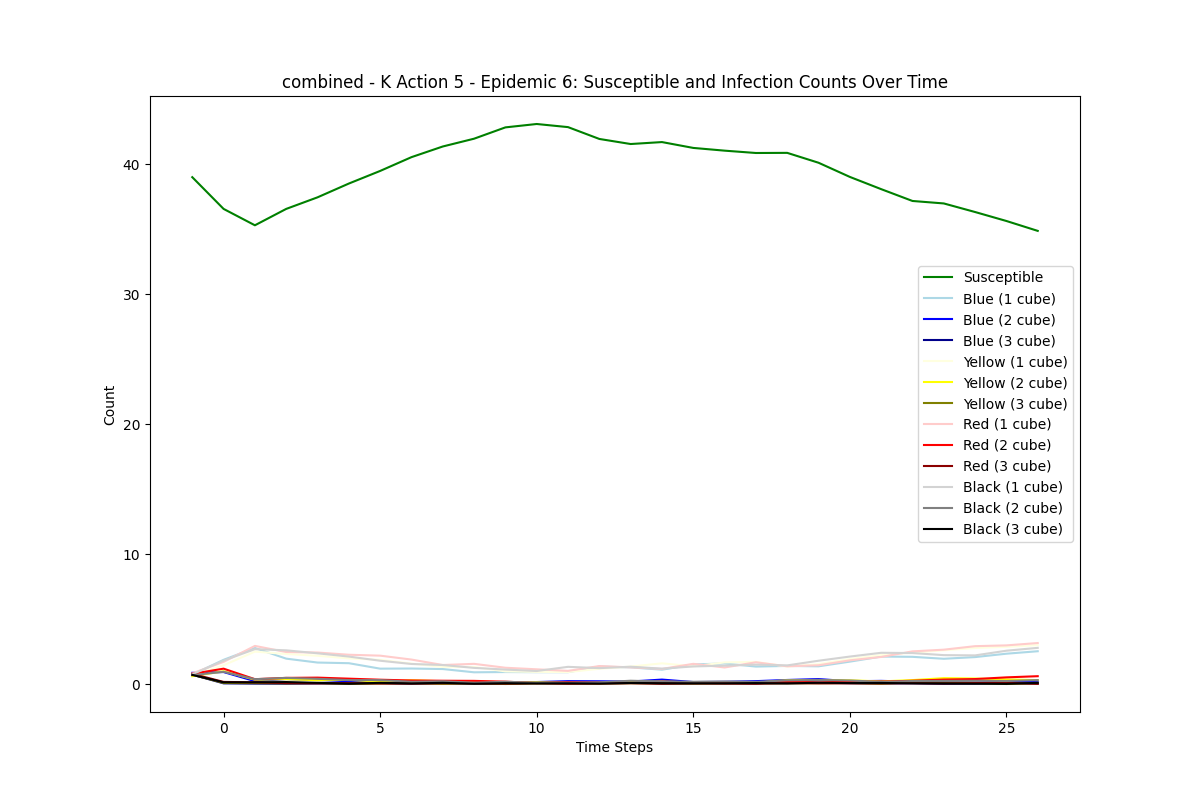 combined - K Action 5 - Epidemic 6: Susceptible and Infection Counts Over Time
Count
40
30
20
10
0
Susceptible
Blue (1 cube)
Blue (2 cube)
Blue (3 cube)
Yellow (1 cube)
Yellow (2 cube)
Yellow (3 cube)
Red (1 cube)
Red (2 cube)
Red (3 cube)
Black (1 cube)
Black (2 cube)
Black (3 cube)
0 5 10 15 20 25
Time Steps